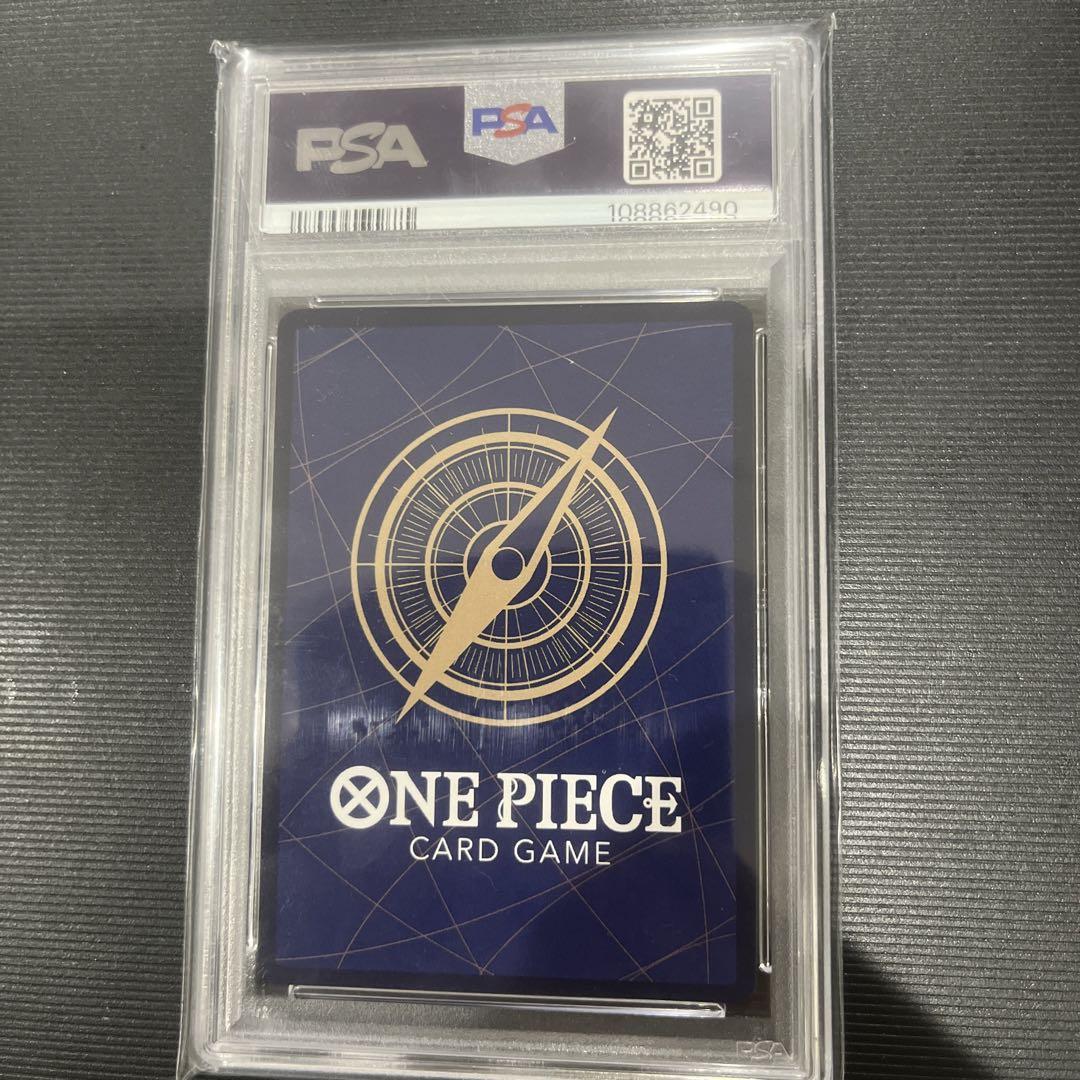 PSA
PSA
108862490
ONE PIECE
CARD GAME
PSA